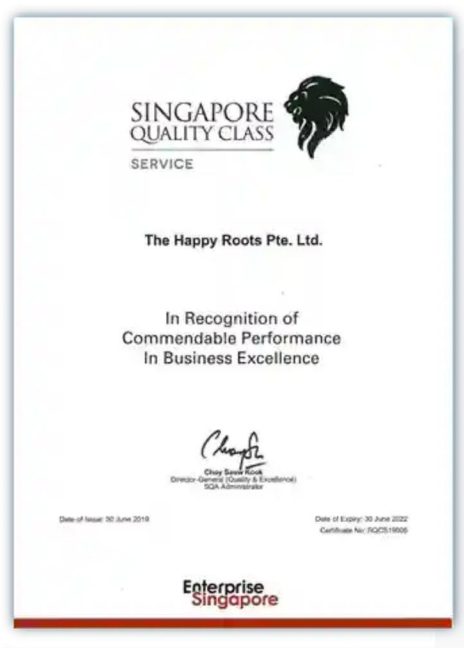 SINGAPORE
QUALITY CLASS
SERVICE
The Happy Roots Pte. Ltd.
In Recognition of
Commendable Performance
In Business Excellence
Choy Sauw Kook
Director-General (Quality & Excellence)
SQA Administrator
Date of Issue: 30 June 2019
Date of Expiry: 30 June 2022
Certificate No:
Enterprise
Singapore